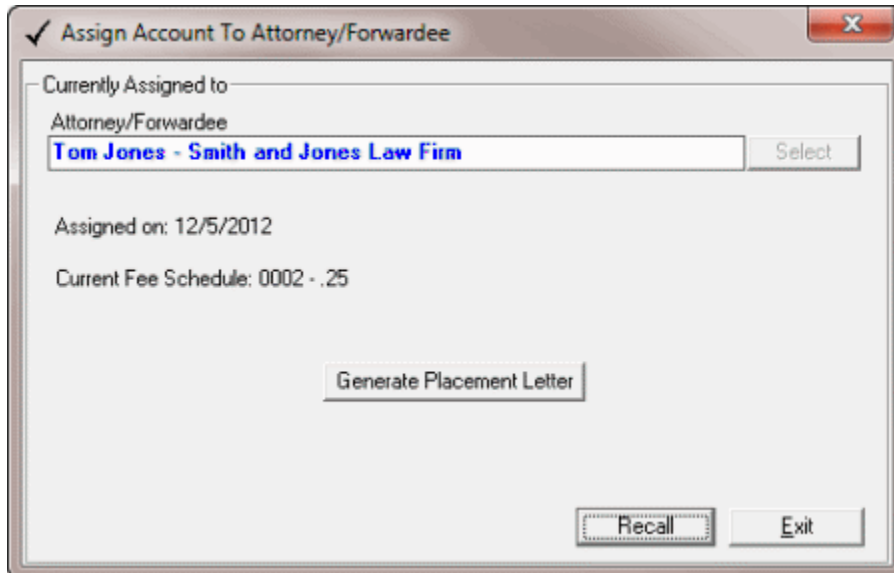 Assign Account To Attorney/Forwardee
Currently Assigned to
Attorney/Forwardee
Tom Jones - Smith and Jones Law Firm
Select
Assigned on: 12/5/2012
Current Fee Schedule: 0002 - .25
Generate Placement Letter
Recall
Exit